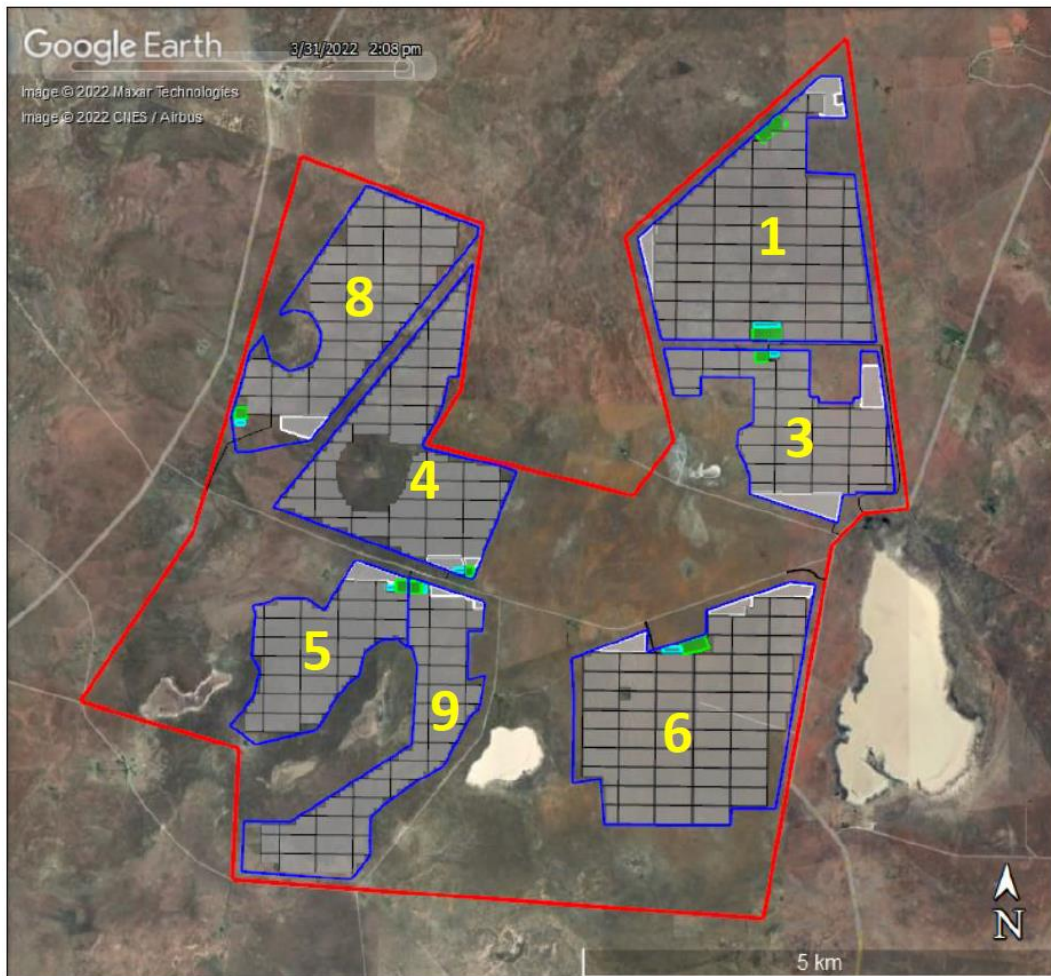 Google Earth
3/31/2022 2:08 pm
Image © 2022 Maxar Technologies
Image © 2022 CNES / Airbus
1
8
3
4
5
9
6
N
5 km